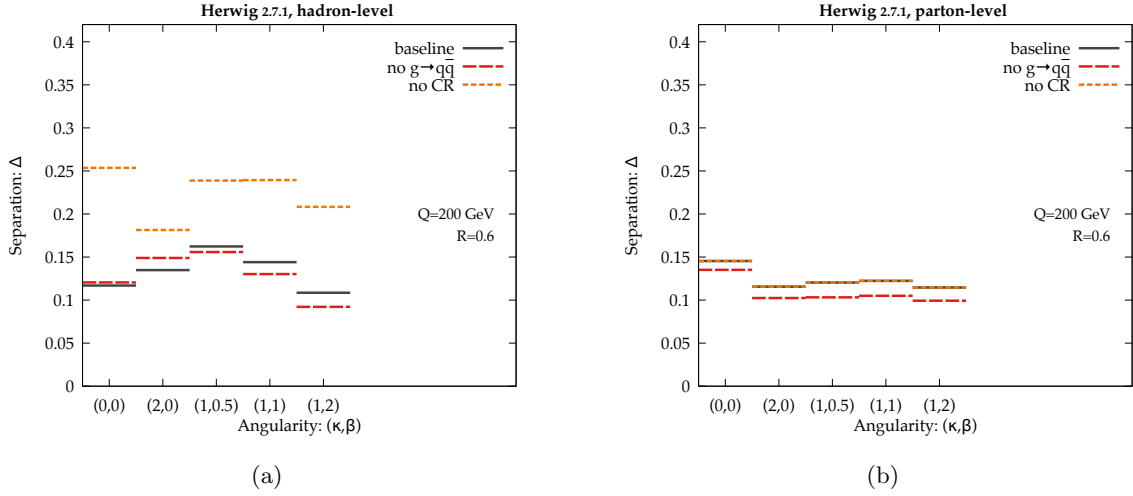 Herwig 2.7.1, hadron-level
0.4
0.35
0.3
0.25
0.2
0.15
0.1
0.05
0
Separation: Δ
baseline
no g→qq̅
no CR
Q=200 GeV
R=0.6
(0,0) (2,0) (1,0.5) (1,1) (1,2)
Angularity: (κ,β)
(a)
Herwig 2.7.1, parton-level
0.4
0.35
0.3
0.25
0.2
0.15
0.1
0.05
0
Separation: Δ
baseline
no g→qq̅
no CR
Q=200 GeV
R=0.6
(0,0) (2,0) (1,0.5) (1,1) (1,2)
Angularity: (κ,β)
(b)